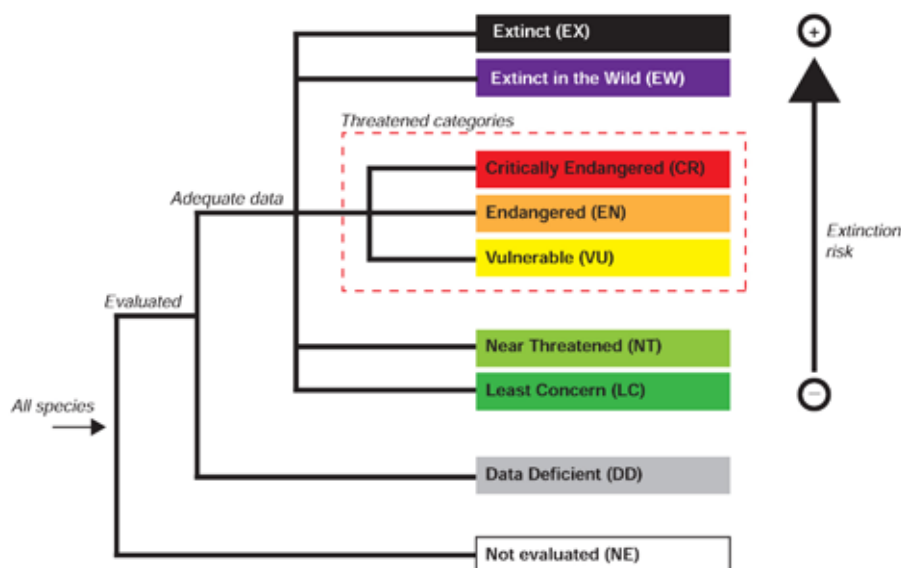 Extinct (EX)
+
Extinct in the Wild (EW)
Threatened categories
Critically Endangered (CR)
Adequate data
Endangered (EN)
Extinction
risk
Vulnerable (VU)
Evaluated
Near Threatened (NT)
Least Concern (LC)
−
All species
Data Deficient (DD)
Not evaluated (NE)